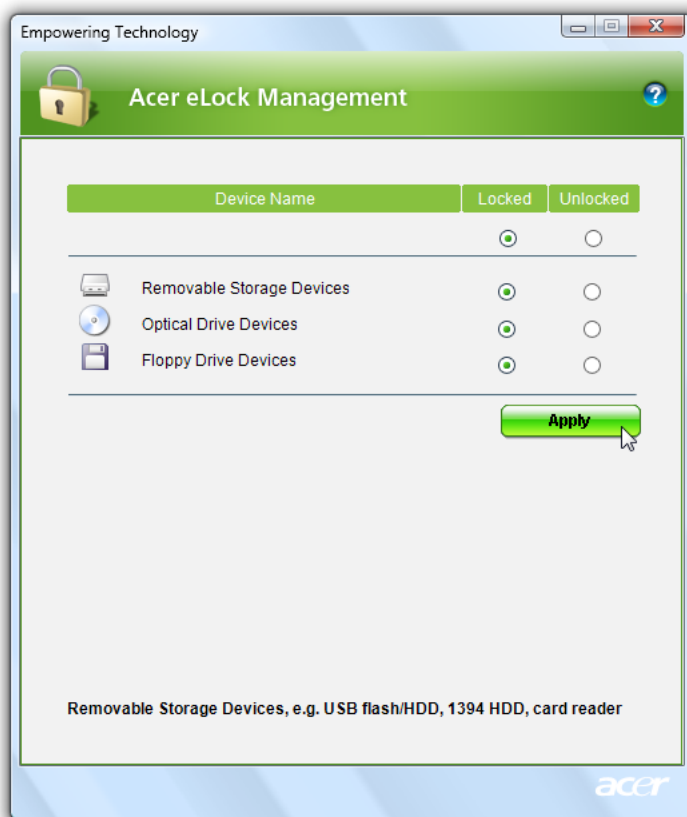 Empowering Technology
Acer eLock Management
?
Device Name Locked Unlocked
Removable Storage Devices
Optical Drive Devices
Floppy Drive Devices
Apply
Removable Storage Devices, e.g. USB flash/HDD, 1394 HDD, card reader
acer